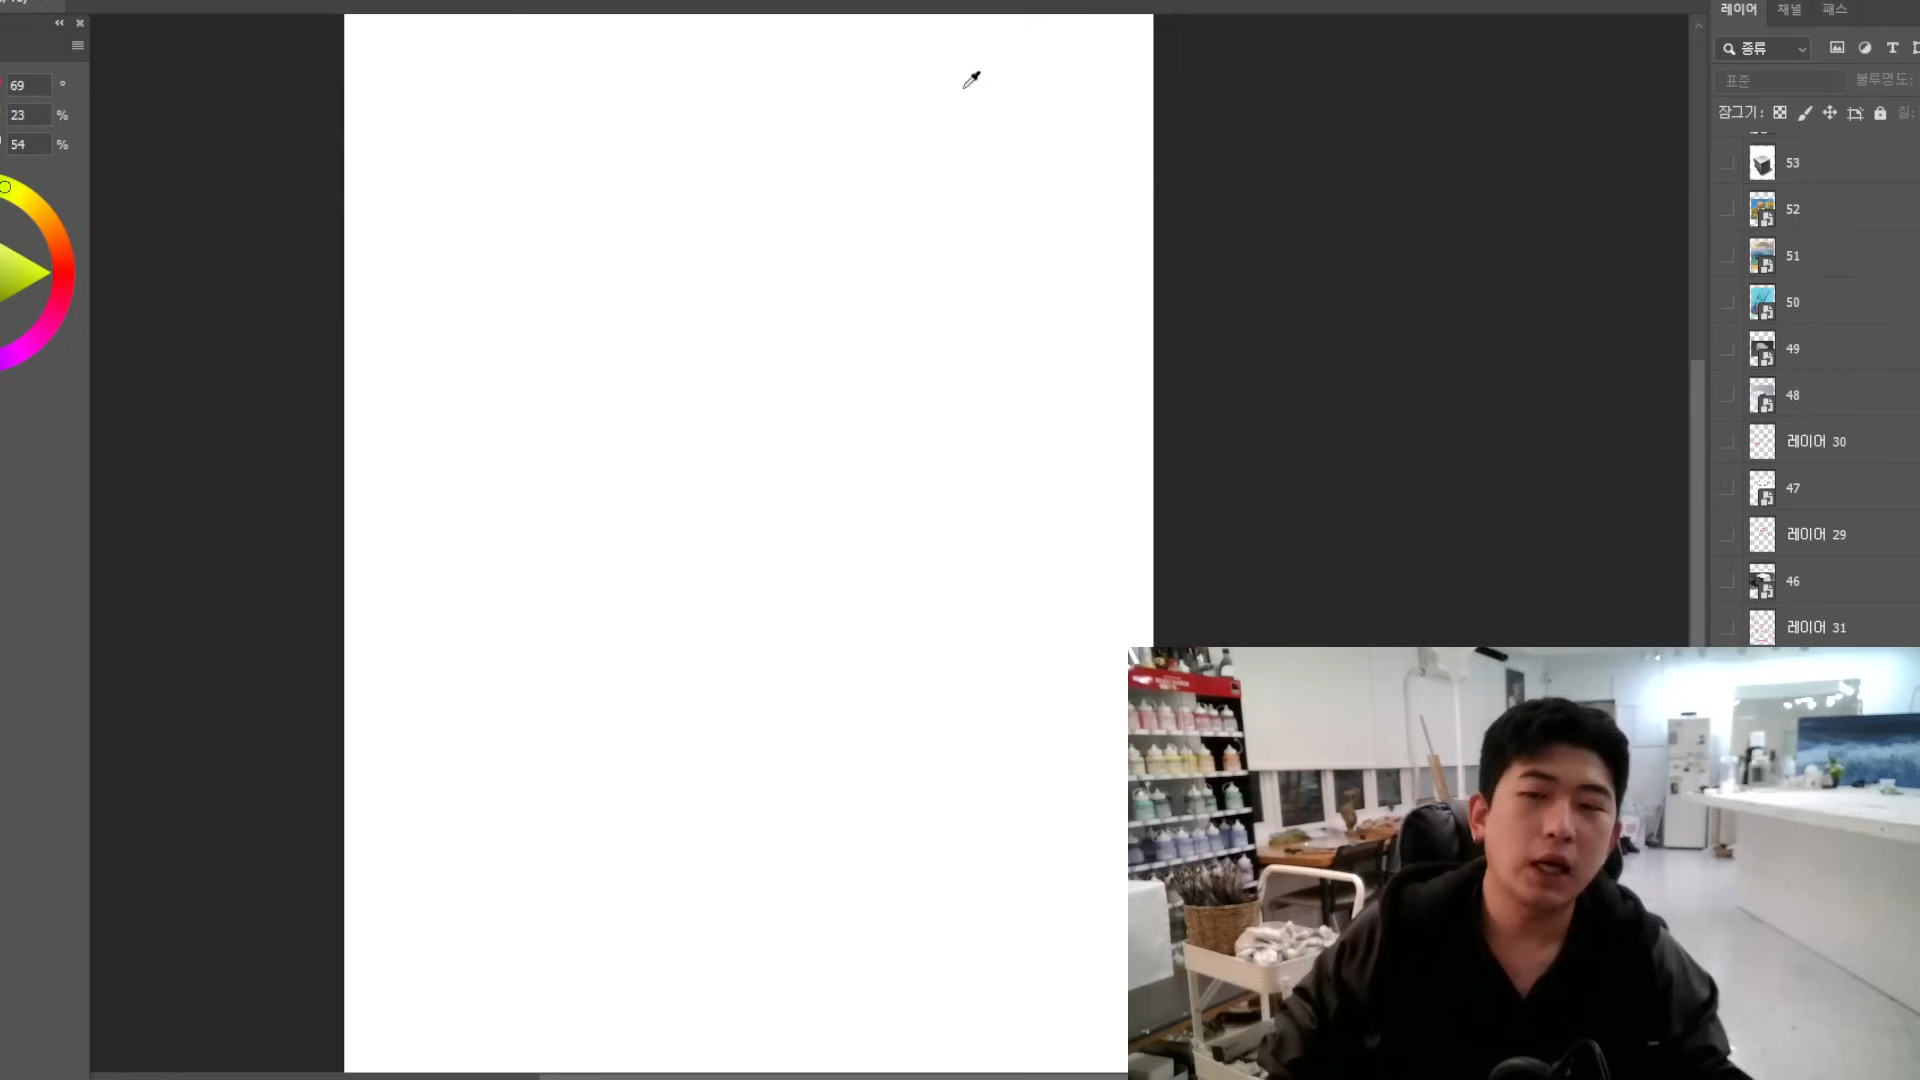 69 °
23 %
54 %
레이어 채널 패스
종류
표준 불투명도:
잠그기: 칠:
53
52
51
50
49
48
레이어 30
47
레이어 29
46
레이어 31